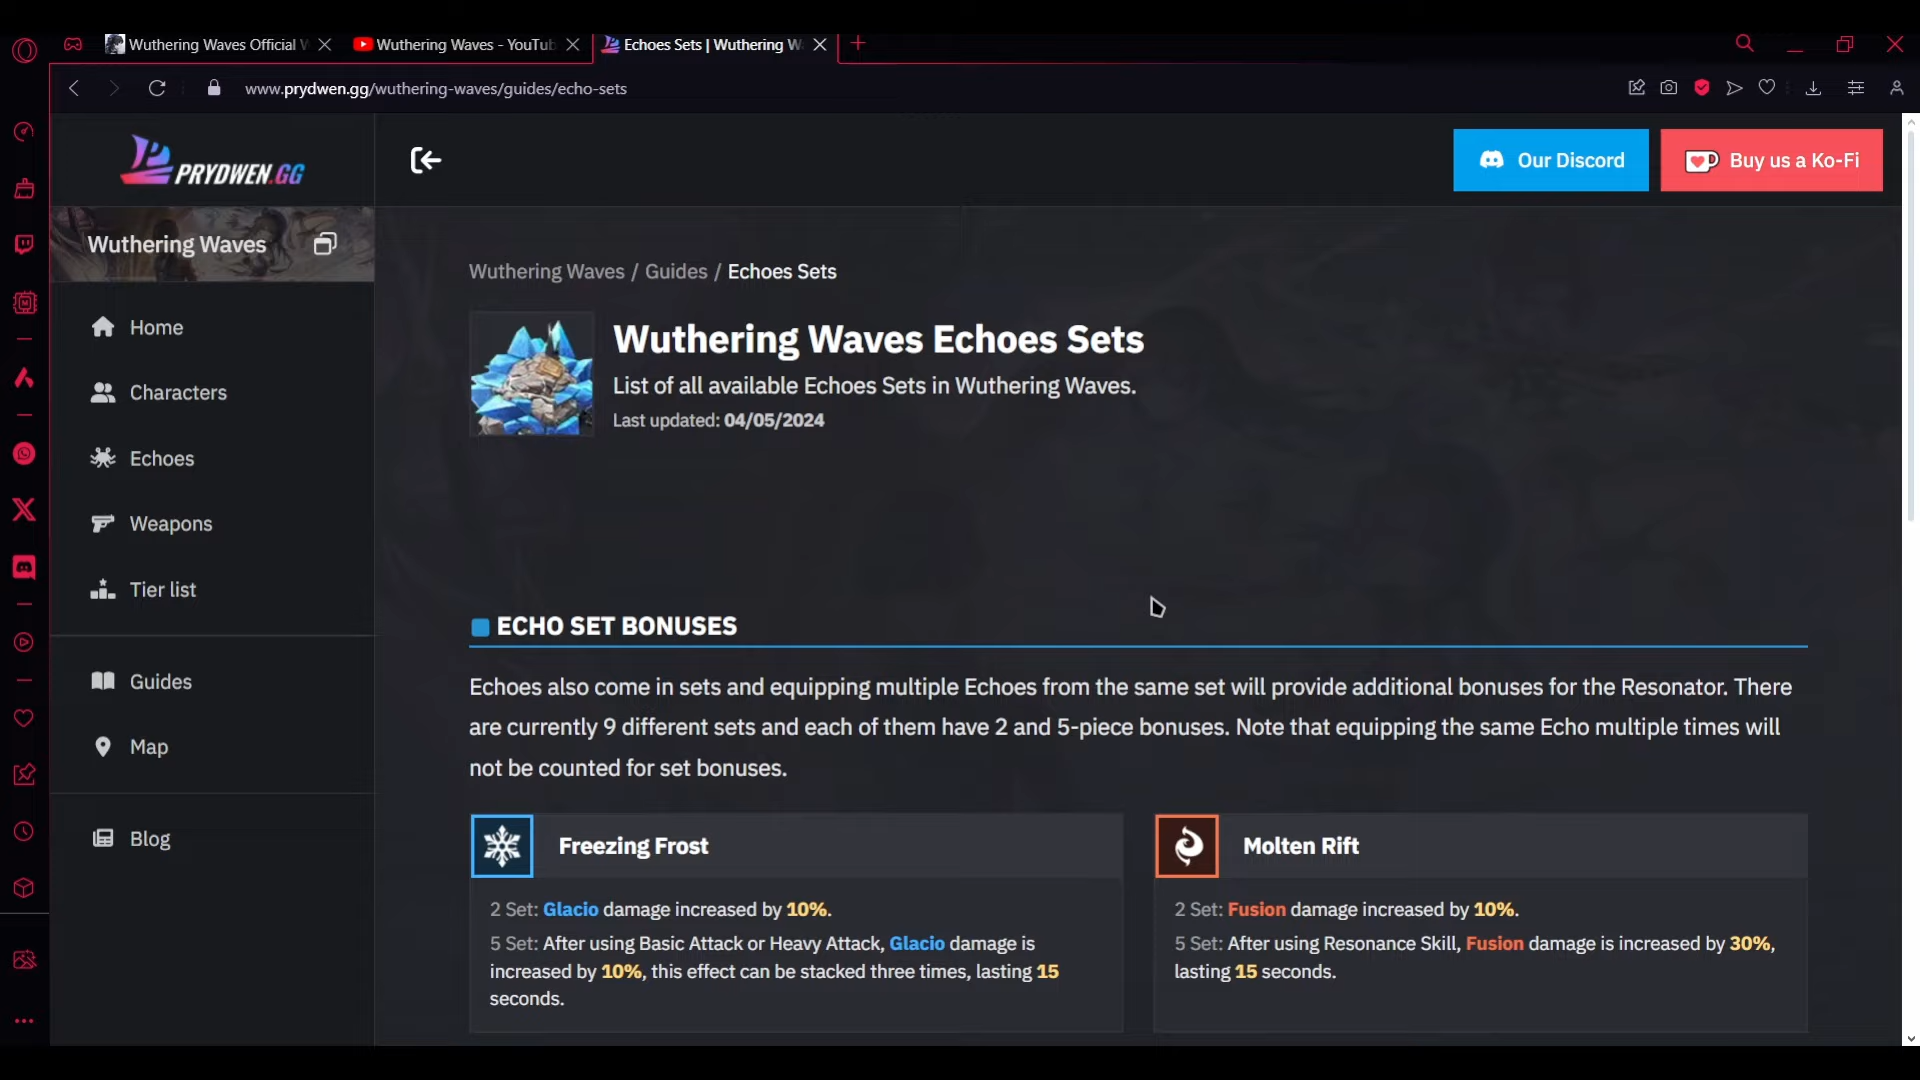 Wuthering Waves Official W
Wuthering Waves - YouTub
Echoes Sets | Wuthering W
www.prydwen.gg/wuthering-waves/guides/echo-sets
PRYDWEN.GG
Our Discord
Buy us a Ko-Fi
Wuthering Waves
Home
Characters
Echoes
Weapons
Tier list
Guides
Map
Blog
Wuthering Waves / Guides / Echoes Sets
Wuthering Waves Echoes Sets
List of all available Echoes Sets in Wuthering Waves.
Last updated: 04/05/2024
ECHO SET BONUSES
Echoes also come in sets and equipping multiple Echoes from the same set will provide additional bonuses for the Resonator. There
are currently 9 different sets and each of them have 2 and 5-piece bonuses. Note that equipping the same Echo multiple times will
not be counted for set bonuses.
Freezing Frost
2 Set: Glacio damage increased by 10%.
5 Set: After using Basic Attack or Heavy Attack, Glacio damage is
increased by 10%, this effect can be stacked three times, lasting 15
seconds.
Molten Rift
2 Set: Fusion damage increased by 10%.
5 Set: After using Resonance Skill, Fusion damage is increased by 30%,
lasting 15 seconds.